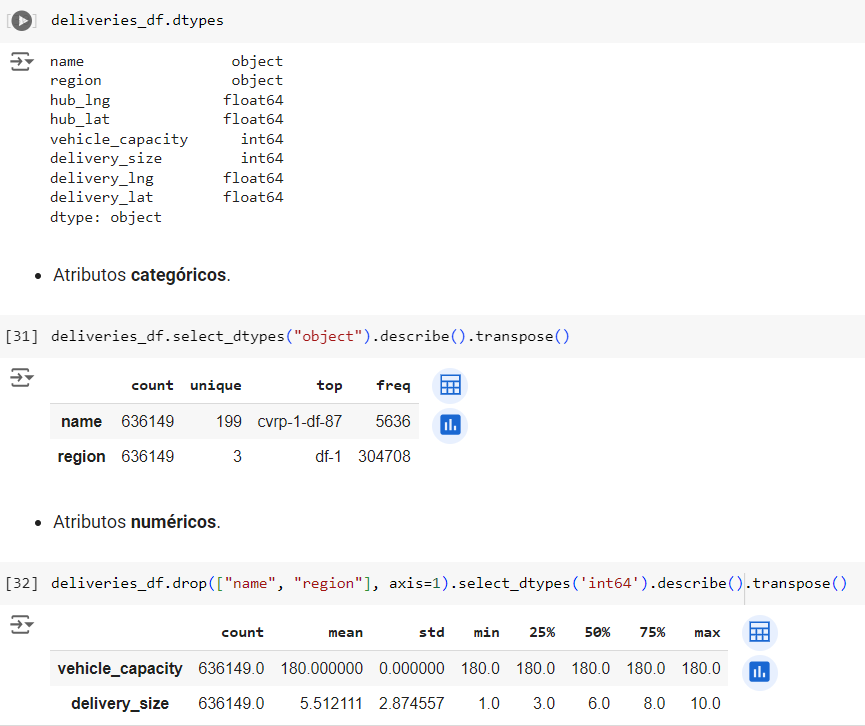 deliveries_df.dtypes
name object
region object
hub_lng float64
hub_lat float64
vehicle_capacity int64
delivery_size int64
delivery_lng float64
delivery_lat float64
dtype: object
• Atributos categóricos.
[31] deliveries_df.select_dtypes("object").describe().transpose()
count unique top freq
name 636149 199 cvrp-1-df-87 5636
region 636149 3 df-1 304708
• Atributos numéricos.
[32] deliveries_df.drop(["name", "region"], axis=1).select_dtypes('int64').describe().transpose()
count mean std min 25% 50% 75% max
vehicle_capacity 636149.0 180.000000 0.000000 180.0 180.0 180.0 180.0 180.0
delivery_size 636149.0 5.512111 2.874557 1.0 3.0 6.0 8.0 10.0